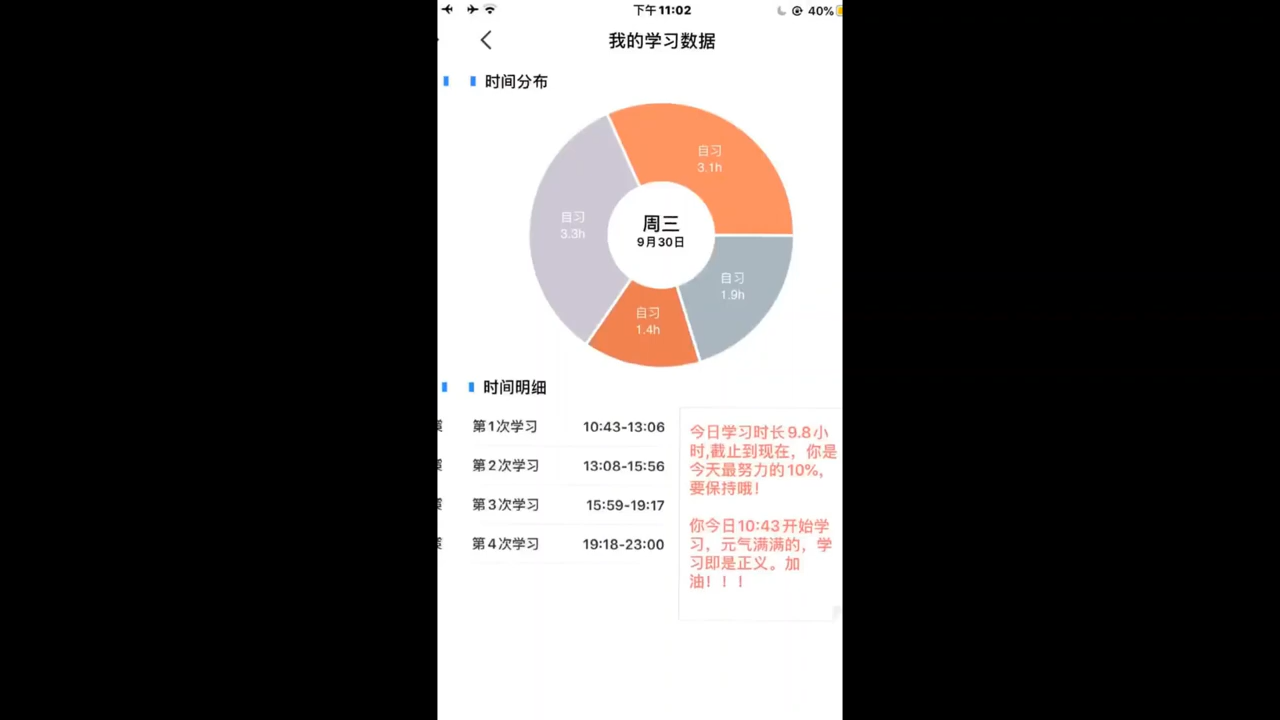 下午11:02
40%
我的学习数据
时间分布
自习
3.1h
自习
3.3h
周三
9月30日
自习
1.9h
自习
1.4h
时间明细
第1次学习 10:43-13:06
第2次学习 13:08-15:56
第3次学习 15:59-19:17
第4次学习 19:18-23:00
今日学习时长9.8小
时,截止到现在，你是
今天最努力的10%，
要保持哦！
你今日10:43开始学
习，元气满满的，学
习即是正义。加
油！！！